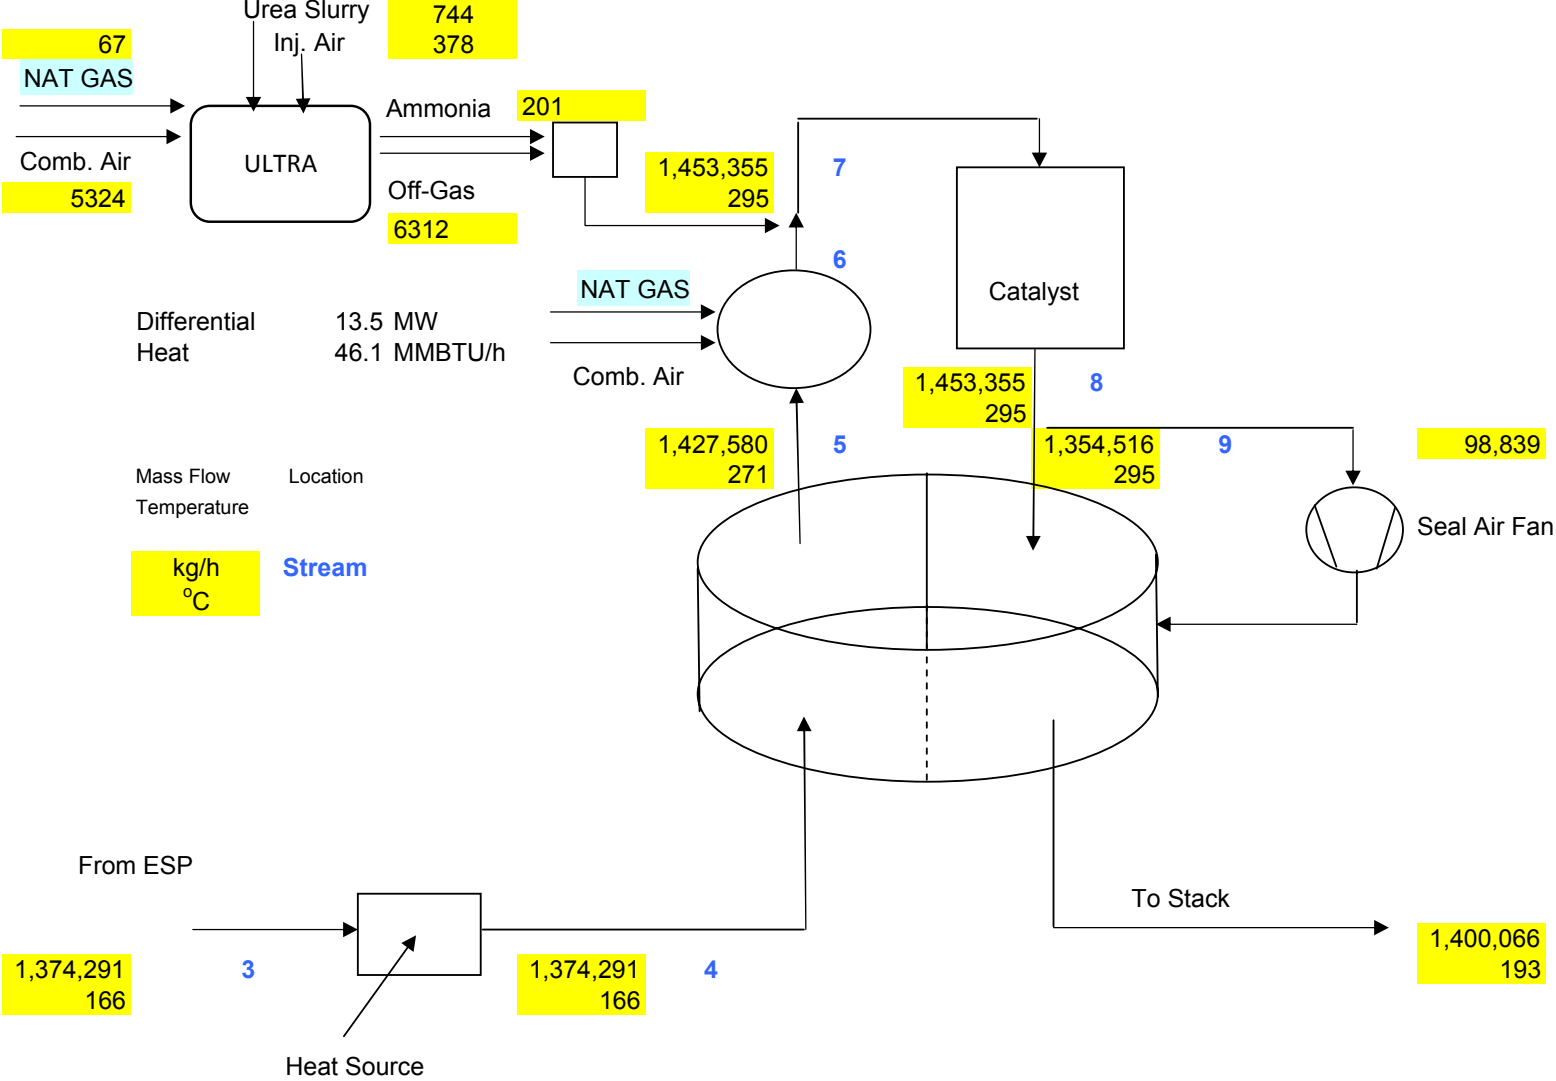 Urea Slurry
744
67
Inj. Air
378
NAT GAS
Ammonia
201
Comb. Air
ULTRA
1,453,355
7
5324
Off-Gas
295
6312
6
NAT GAS
Catalyst
Differential
13.5 MW
Heat
46.1 MMBTU/h
Comb. Air
1,453,355
8
295
1,427,580
5
1,354,516
9
98,839
271
295
Mass Flow
Location
Temperature
Seal Air Fan
kg/h
Stream
°C
From ESP
To Stack
1,400,066
193
1,374,291
3
1,374,291
4
166
166
Heat Source